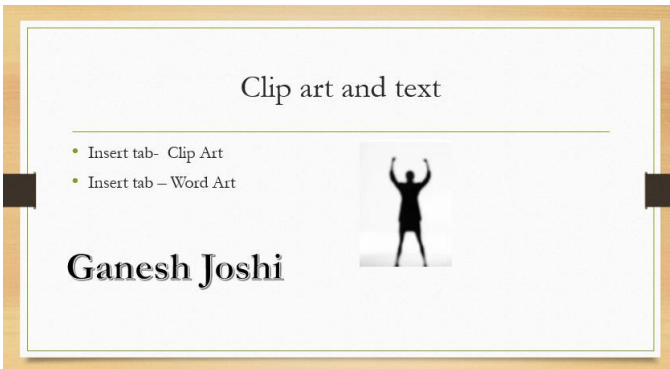 Clip art and text
Insert tab-  Clip Art
Insert tab – Word Art
Ganesh Joshi